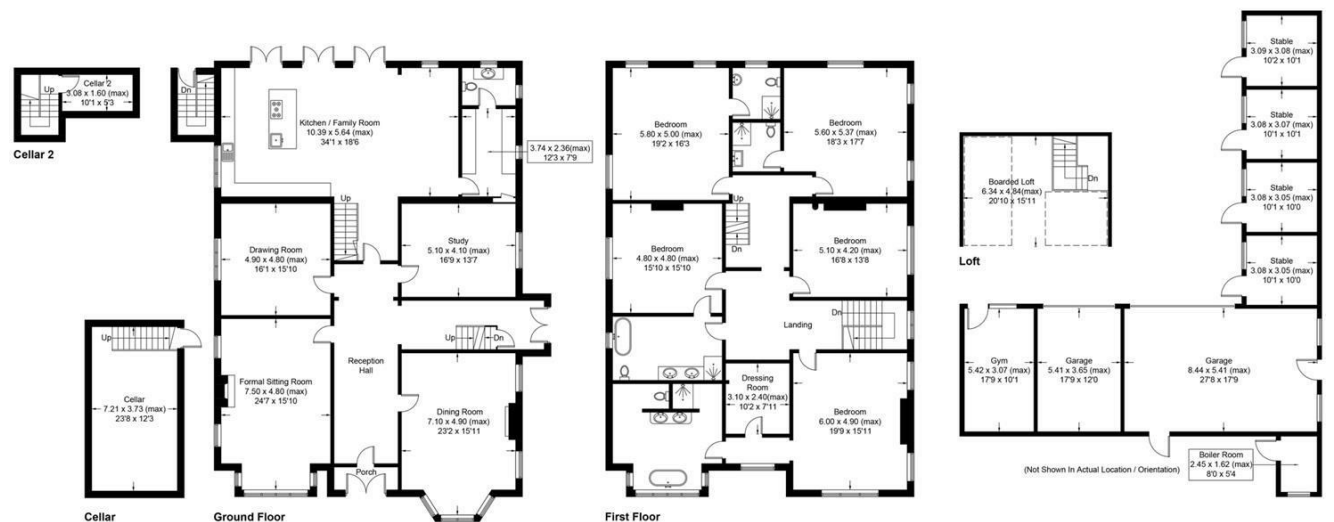 Cellar 2
3.08 x 1.60 (max)
10'1 x 5'3
Up
Cellar 2
Up
Cellar
7.21 x 3.73 (max)
23'8 x 12'3
Cellar
Dn
Kitchen / Family Room
10.39 x 5.64 (max)
34'1 x 18'6
3.74 x 2.36(max)
12'3 x 7'9
Up
Drawing Room
4.90 x 4.80 (max)
16'1 x 15'10
Study
5.10 x 4.10 (max)
16'9 x 13'7
Up
Dn
Reception
Hall
Formal Sitting Room
7.50 x 4.80 (max)
24'7 x 15'10
Dining Room
7.10 x 4.90 (max)
23'2 x 15'11
Porch
Ground Floor
Bedroom
5.80 x 5.00 (max)
19'2 x 16'3
Bedroom
5.60 x 5.37 (max)
18'3 x 17'7
Up
Dn
Bedroom
4.80 x 4.80 (max)
15'10 x 15'10
Bedroom
5.10 x 4.20 (max)
16'8 x 13'8
Dn
Landing
Dressing
Room
3.10 x 2.40(max)
10'2 x 7'11
Bedroom
6.00 x 4.90 (max)
19'9 x 15'11
First Floor
Boarded Loft
6.34 x 4.84(max)
20'10 x 15'11
Dn
Loft
Stable
3.09 x 3.08 (max)
10'2 x 10'1
Stable
3.08 x 3.07 (max)
10'1 x 10'1
Stable
3.08 x 3.05 (max)
10'1 x 10'0
Stable
3.08 x 3.05 (max)
10'1 x 10'0
Gym
5.42 x 3.07 (max)
17'9 x 10'1
Garage
5.41 x 3.65 (max)
17'9 x 12'0
Garage
8.44 x 5.41 (max)
27'8 x 17'9
(Not Shown In Actual Location / Orientation)
Boiler Room
2.45 x 1.62 (max)
8'0 x 5'4